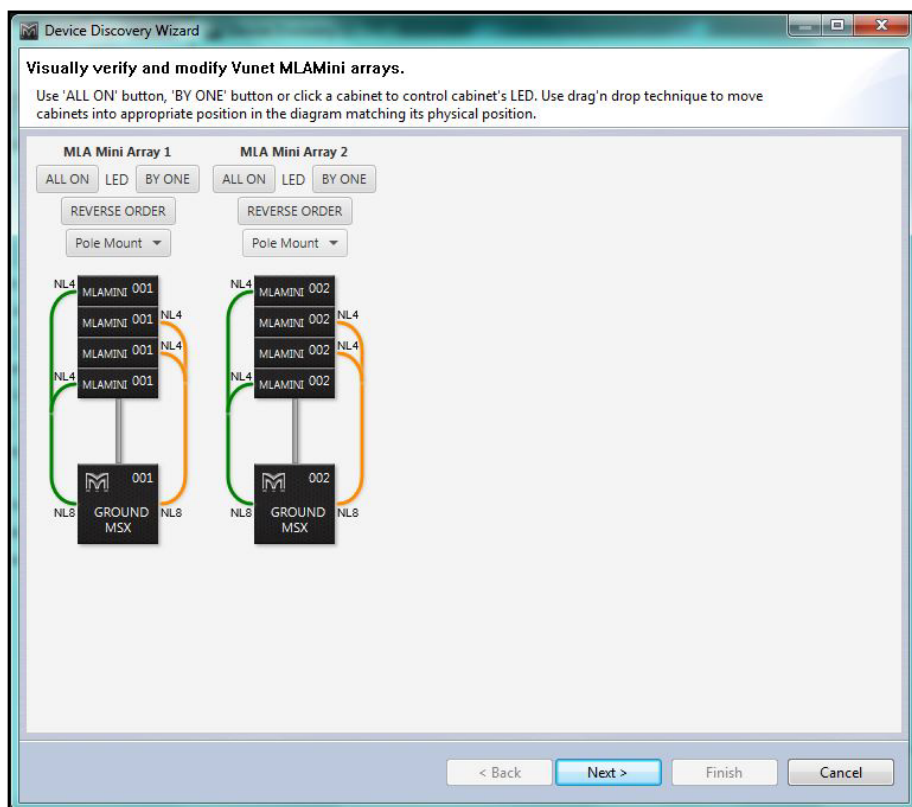 Device Discovery Wizard
Visually verify and modify Vunet MLAMini arrays.
Use 'ALL ON' button, 'BY ONE' button or click a cabinet to control cabinet's LED. Use drag'n drop technique to move
cabinets into appropriate position in the diagram matching its physical position.
MLA Mini Array 1 MLA Mini Array 2
ALL ON LED BY ONE ALL ON LED BY ONE
REVERSE ORDER REVERSE ORDER
Pole Mount Pole Mount
NL4 MLAMINI 001 NL4 MLAMINI 002
MLAMINI 001 NL4 MLAMINI 002 NL4
MLAMINI 001 NL4 MLAMINI 002 NL4
NL4 MLAMINI 001 NL4 MLAMINI 002
001 002
NL8 GROUND NL8 NL8 GROUND NL8
MSX MSX
< Back Next > Finish Cancel